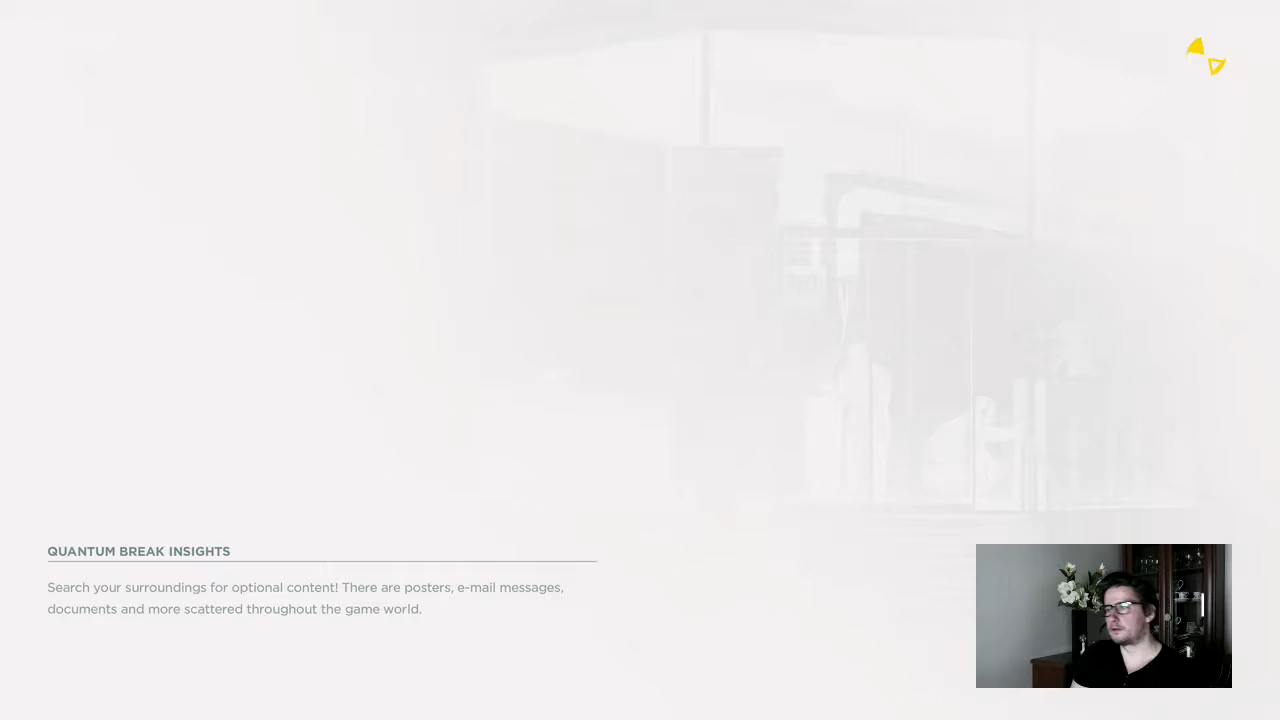 QUANTUM BREAK INSIGHTS
Search your surroundings for optional content! There are posters, e-mail messages,
documents and more scattered throughout the game world.